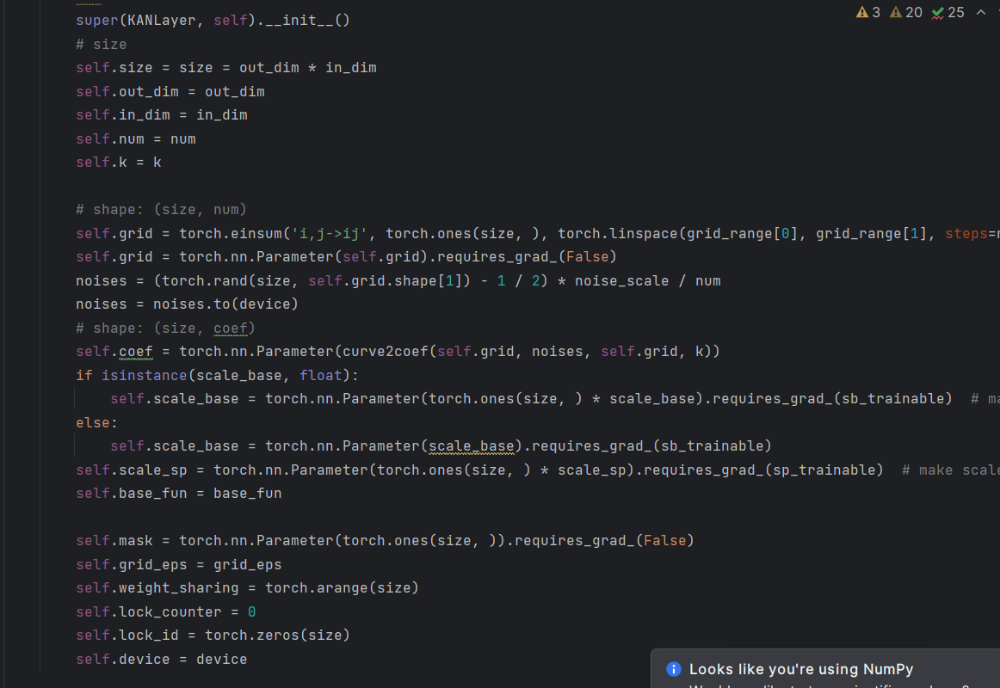 3 20 25
super(KANLayer, self).__init__()
# size
self.size = size = out_dim * in_dim
self.out_dim = out_dim
self.in_dim = in_dim
self.num = num
self.k = k
# shape: (size, num)
self.grid = torch.einsum('i,j->ij', torch.ones(size, ), torch.linspace(grid_range[0], grid_range[1], steps=
self.grid = torch.nn.Parameter(self.grid).requires_grad_(False)
noises = (torch.rand(size, self.grid.shape[1]) - 1 / 2) * noise_scale / num
noises = noises.to(device)
# shape: (size, coef)
self.coef = torch.nn.Parameter(curve2coef(self.grid, noises, self.grid, k))
if isinstance(scale_base, float):
    self.scale_base = torch.nn.Parameter(torch.ones(size, ) * scale_base).requires_grad_(sb_trainable)  # ma
else:
    self.scale_base = torch.nn.Parameter(scale_base).requires_grad_(sb_trainable)
self.scale_sp = torch.nn.Parameter(torch.ones(size, ) * scale_sp).requires_grad_(sp_trainable)  # make scale
self.base_fun = base_fun
self.mask = torch.nn.Parameter(torch.ones(size, )).requires_grad_(False)
self.grid_eps = grid_eps
self.weight_sharing = torch.arange(size)
self.lock_counter = 0
self.lock_id = torch.zeros(size)
self.device = device
Looks like you're using NumPy